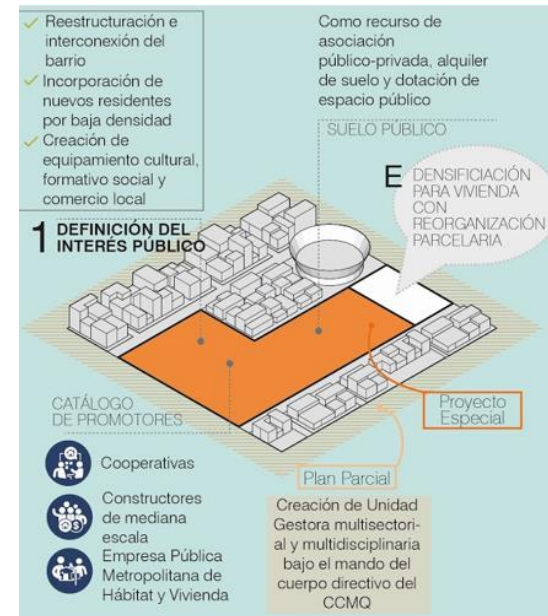 ✓ Reestructuración e
interconexión del
barrio
✓ Incorporación de
nuevos residentes
por baja densidad
✓ Creación de
equipamiento cultural,
formativo social y
comercio local
Como recurso de
asociación
público-privada, alquiler
de suelo y dotación de
espacio público
SUELO PÚBLICO
E DENSIFICIACIÓN
PARA VIVIENDA
CON
REORGANIZACIÓN
PARCELARIA
1 DEFINICIÓN DEL
INTERÉS PÚBLICO
CATÁLOGO
DE PROMOTORES
Cooperativas
Constructores
de mediana
escala
Empresa Pública
Metropolitana de
Hábitat y Vivienda
Proyecto
Especial
Plan Parcial
Creación de Unidad
Gestora multisectori-
al y multidisciplinaria
bajo el mando del
cuerpo directivo del
CCMQ